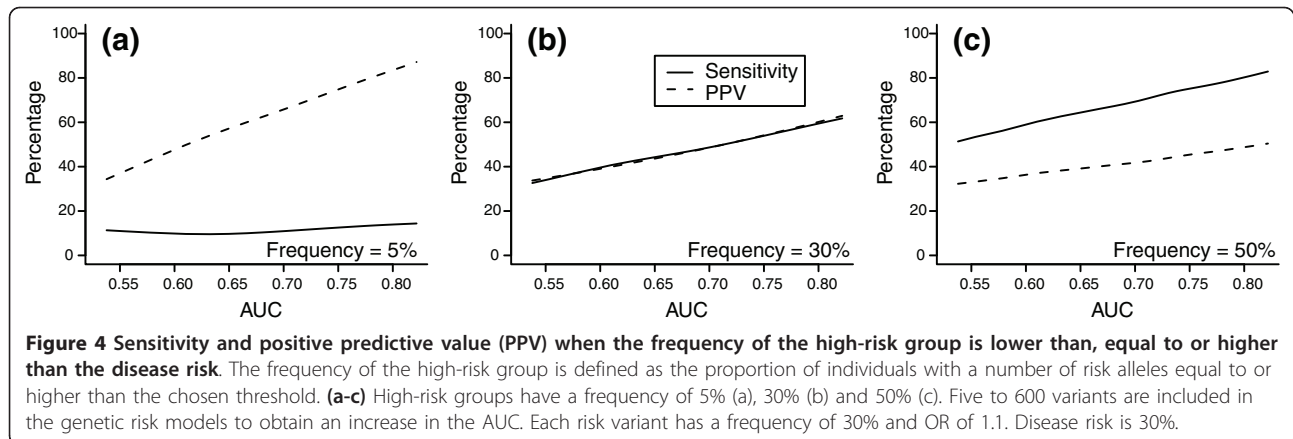 (a)
Percentage
100
80
60
40
20
0
0.55 0.60 0.65 0.70 0.75 0.80
AUC
Frequency = 5%
(b)
Percentage
100
80
60
40
20
0
0.55 0.60 0.65 0.70 0.75 0.80
AUC
Sensitivity
PPV
Frequency = 30%
(c)
Percentage
100
80
60
40
20
0
0.55 0.60 0.65 0.70 0.75 0.80
AUC
Frequency = 50%
Figure 4 Sensitivity and positive predictive value (PPV) when the frequency of the high-risk group is lower than, equal to or higher
than the disease risk. The frequency of the high-risk group is defined as the proportion of individuals with a number of risk alleles equal to or
higher than the chosen threshold. (a-c) High-risk groups have a frequency of 5% (a), 30% (b) and 50% (c). Five to 600 variants are included in
the genetic risk models to obtain an increase in the AUC. Each risk variant has a frequency of 30% and OR of 1.1. Disease risk is 30%.